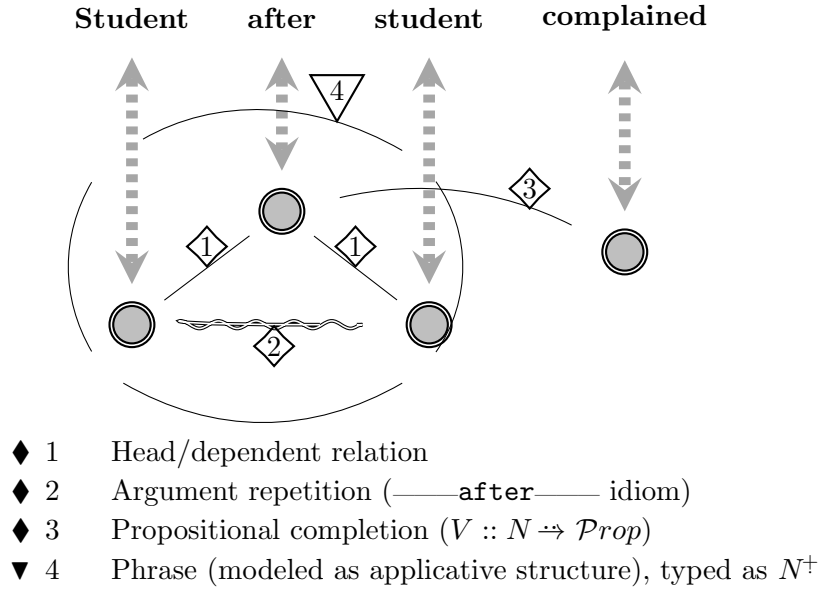 Student after student complained
4
3
1 1
2
♦ 1 Head/dependent relation
♦ 2 Argument repetition (——after—— idiom)
♦ 3 Propositional completion (V :: N ⤑ 𝒫rop)
▼ 4 Phrase (modeled as applicative structure), typed as N⁺